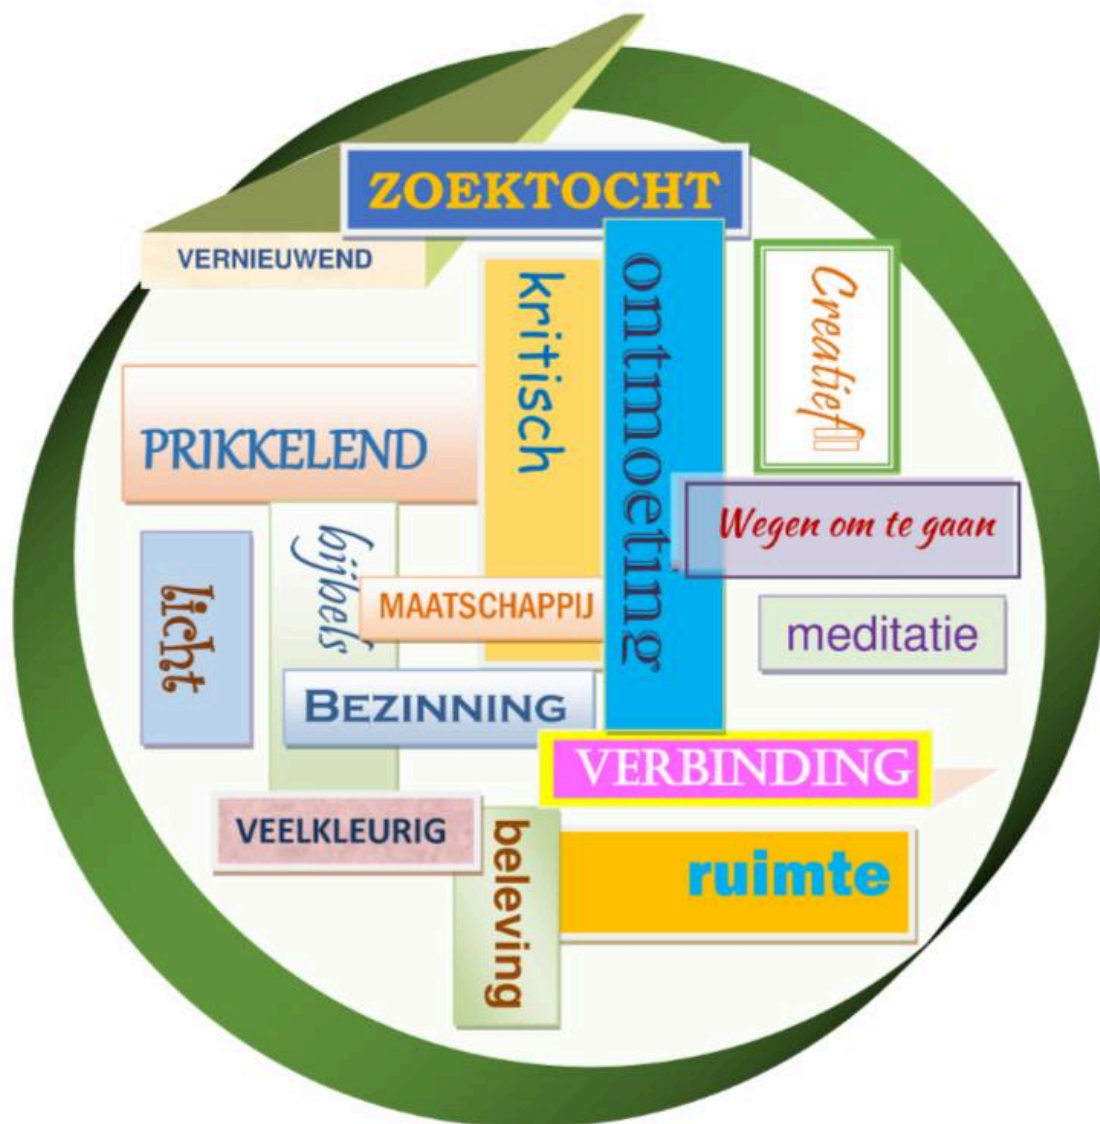 ZOEKTOCHT
VERNIEUWEND
kritisch
ontmoeting
Creatief
PRIKKELEND
Wegen om te gaan
bijbels
licht
MAATSCHAPPIJ
meditatie
BEZINNING
VERBINDING
VEELKLEURIG
beleving
ruimte